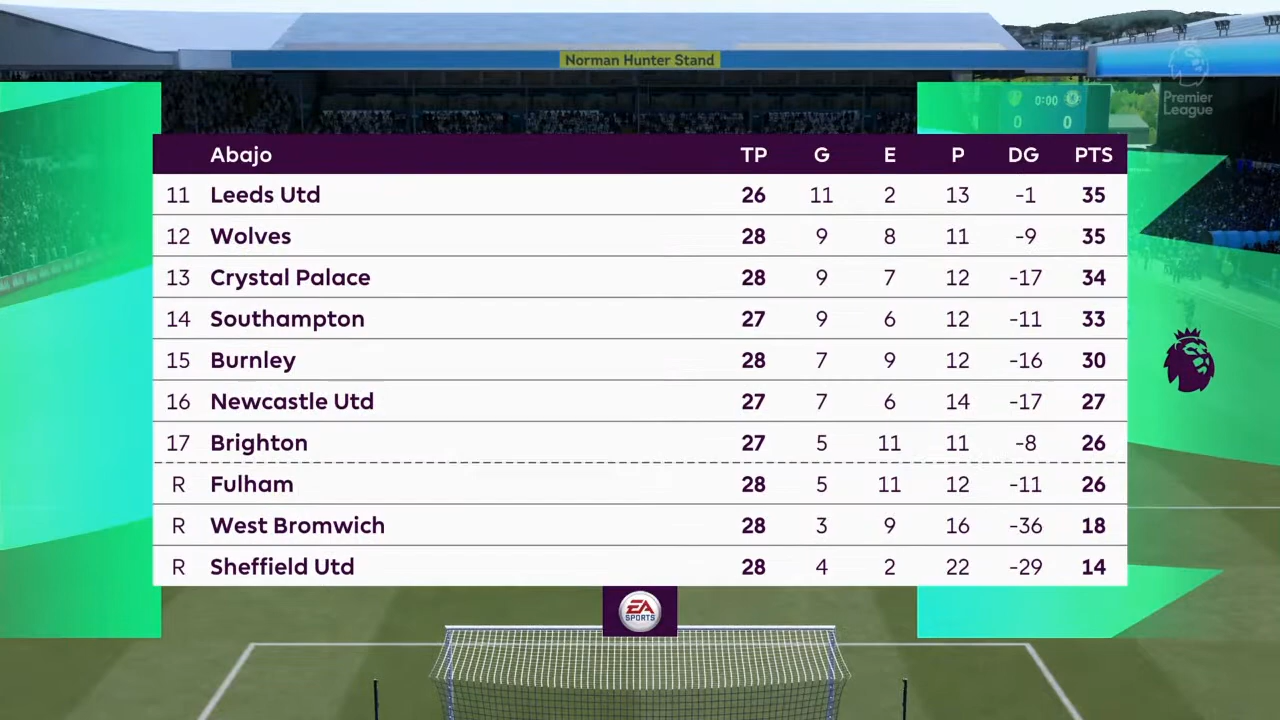 Norman Hunter Stand
Premier League
0:00
0 0
Abajo TP G E P DG PTS
11 Leeds Utd 26 11 2 13 -1 35
12 Wolves 28 9 8 11 -9 35
13 Crystal Palace 28 9 7 12 -17 34
14 Southampton 27 9 6 12 -11 33
15 Burnley 28 7 9 12 -16 30
16 Newcastle Utd 27 7 6 14 -17 27
17 Brighton 27 5 11 11 -8 26
R Fulham 28 5 11 12 -11 26
R West Bromwich 28 3 9 16 -36 18
R Sheffield Utd 28 4 2 22 -29 14
EA
SPORTS